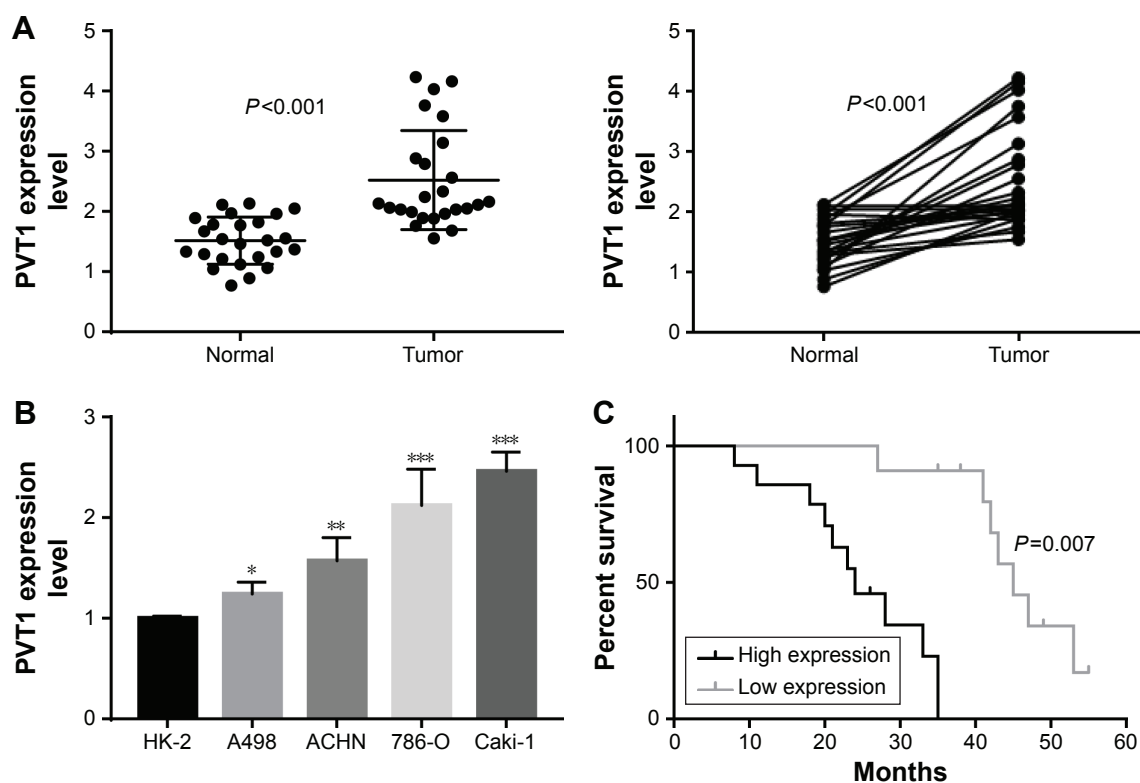 A
PVT1 expression
level
5
4
3
2
1
0
P<0.001
Normal
Tumor
PVT1 expression
level
5
4
3
2
1
0
P<0.001
Normal
Tumor
B
PVT1 expression
level
3
2
1
0
*
**
***
***
HK-2
A498
ACHN
786-O
Caki-1
C
Percent survival
100
50
0
P=0.007
High expression
Low expression
0
10
20
30
40
50
60
Months